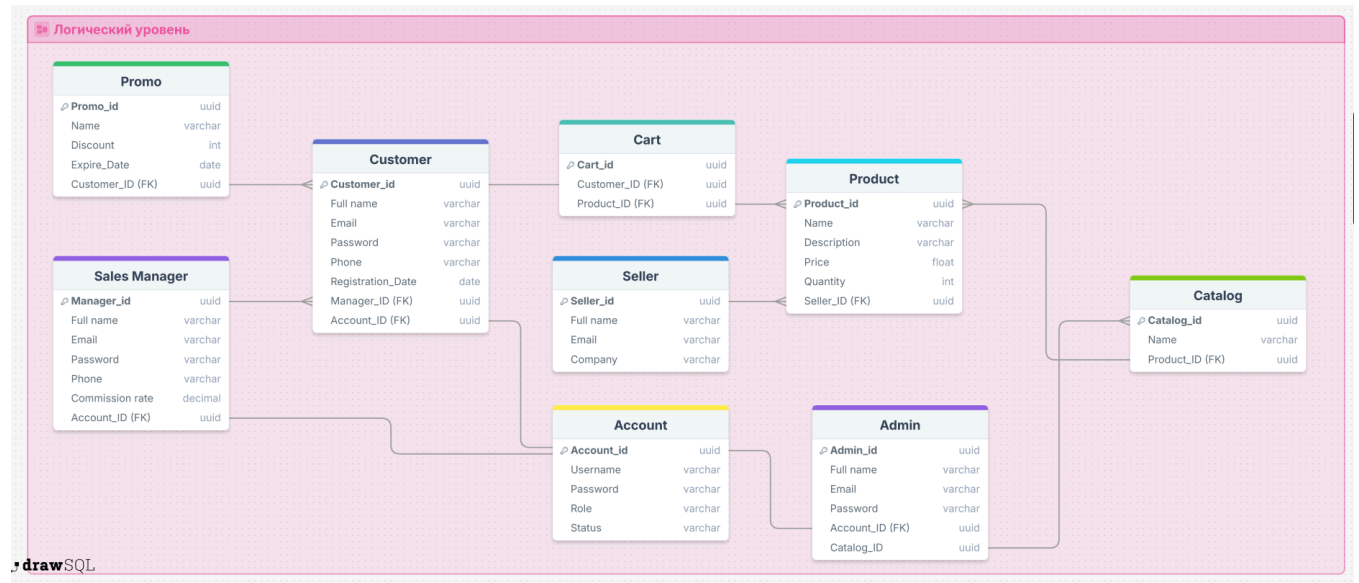 Логический уровень
Promo
Promo_id uuid
Name varchar
Discount int
Expire_Date date
Customer_ID (FK) uuid
Customer
Customer_id uuid
Full name varchar
Email varchar
Password varchar
Phone varchar
Registration_Date date
Manager_ID (FK) uuid
Account_ID (FK) uuid
Cart
Cart_id uuid
Customer_ID (FK) uuid
Product_ID (FK) uuid
Product
Product_id uuid
Name varchar
Description varchar
Price float
Quantity int
Seller_ID (FK) uuid
Sales Manager
Manager_id uuid
Full name varchar
Email varchar
Password varchar
Phone varchar
Commission rate decimal
Account_ID (FK) uuid
Seller
Seller_id uuid
Full name varchar
Email varchar
Company varchar
Catalog
Catalog_id uuid
Name varchar
Product_ID (FK) uuid
Account
Account_id uuid
Username varchar
Password varchar
Role varchar
Status varchar
Admin
Admin_id uuid
Full name varchar
Email varchar
Password varchar
Account_ID (FK) uuid
Catalog_ID uuid
drawSQL